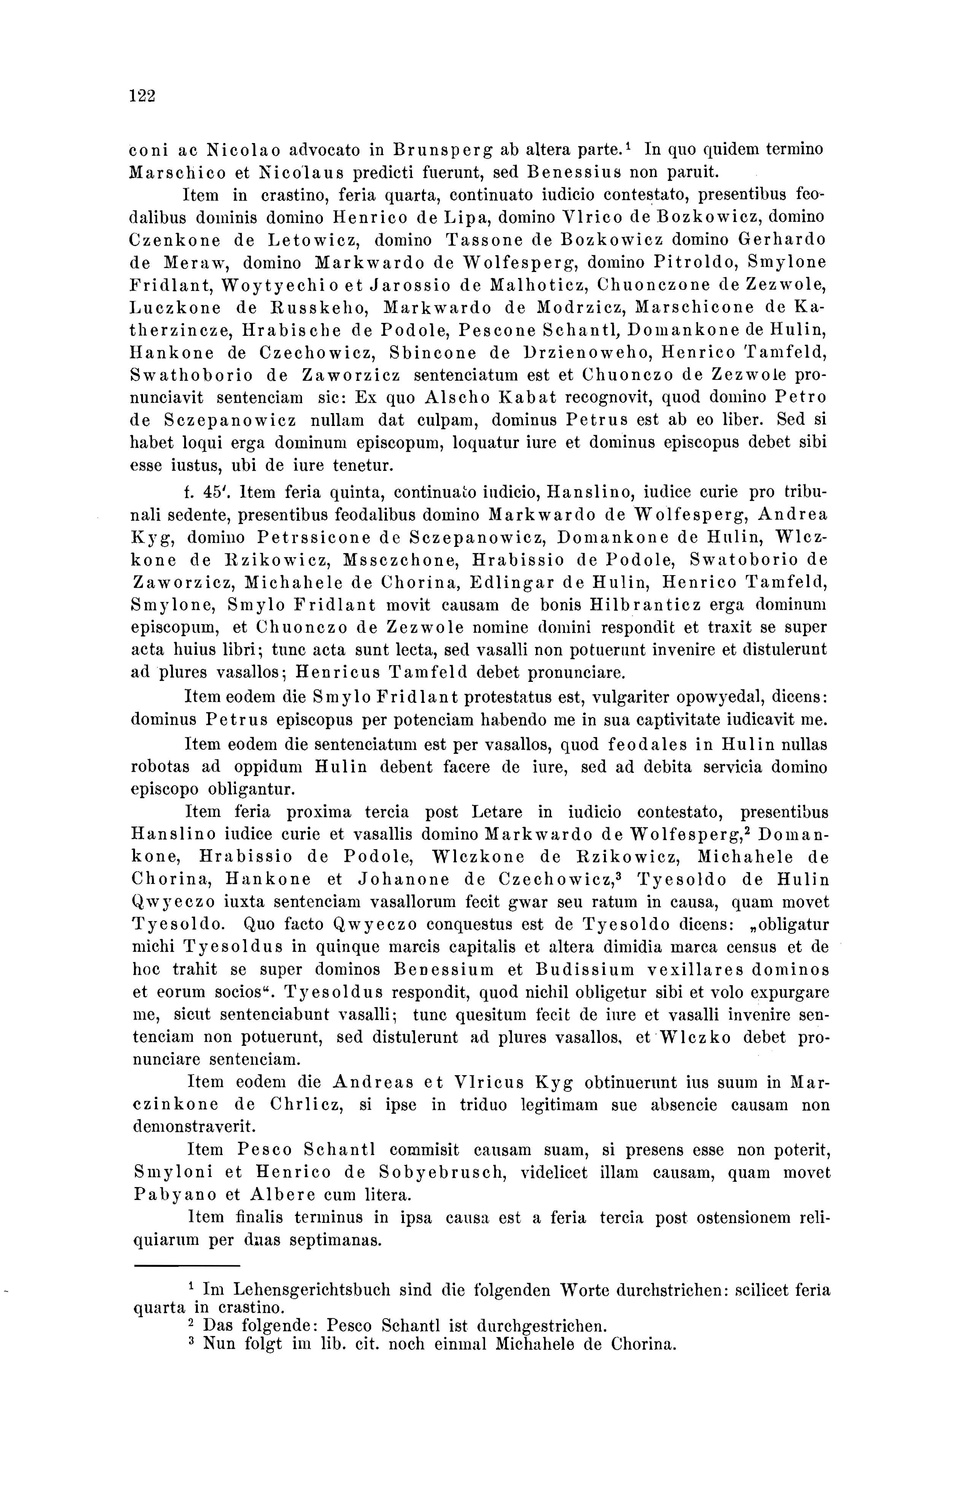 122
coni ac Nicolao advocato in Brunsperg ab altera parte.¹ In quo quidem termino
Marschico et Nicolaus predicti fuerunt, sed Benessius non paruit.
Item in crastino, feria quarta, continuato iudicio contestato, presentibus feo-
dalibus dominis domino Henrico de Lipa, domino Vlrico de Bozkowicz, domino
Czenkone de Letowicz, domino Tassone de Bozkowicz domino Gerhardo
de Meraw, domino Markwardo de Wolfesperg, domino Pitroldo, Smylone
Fridlant, Woytyechio et Jarossio de Malhoticz, Chuonczone de Zezwole,
Luczkone de Russkeho, Markwardo de Modrzicz, Marschicone de Ka-
therzincze, Hrabische de Podole, Pescone Schantl, Domankone de Hulin,
Hankone de Czechowicz, Sbincone de Drzienoweho, Henrico Tamfeld,
Swathoborio de Zaworzicz sentenciatum est et Chuonczo de Zezwole pro-
nunciavit sentenciam sic: Ex quo Alscho Kabat recognovit, quod domino Petro
de Sczepanowicz nullam dat culpam, dominus Petrus est ab eo liber. Sed si
habet loqui erga dominum episcopum, loquatur iure et dominus episcopus debet sibi
esse iustus, ubi de iure tenetur.
f. 45'. Item feria quinta, continuato iudicio, Hanslino, iudice curie pro tribu-
nali sedente, presentibus feodalibus domino Markwardo de Wolfesperg, Andrea
Kyg, domino Petrssicone de Sczepanowicz, Domankone de Hulin, Wlcz-
kone de Rzikowicz, Mssczchone, Hrabissio de Podole, Swatoborio de
Zaworzicz, Michahele de Chorina, Edlingar de Hulin, Henrico Tamfeld,
Smylone, Smylo Fridlant movit causam de bonis Hilbranticz erga dominum
episcopum, et Chuonczo de Zezwole nomine domini respondit et traxit se super
acta huius libri; tunc acta sunt lecta, sed vasalli non potuerunt invenire et distulerunt
ad plures vasallos; Henricus Tamfeld debet pronunciare.
Item eodem die Smylo Fridlant protestatus est, vulgariter opowyedal, dicens:
dominus Petrus episcopus per potenciam habendo me in sua captivitate iudicavit me.
Item eodem die sentenciatum est per vasallos, quod feodales in Hulin nullas
robotas ad oppidum Hulin debent facere de iure, sed ad debita servicia domino
episcopo obligantur.
Item feria proxima tercia post Letare in iudicio contestato, presentibus
Hanslino iudice curie et vasallis domino Markwardo de Wolfesperg,² Doman-
kone, Hrabissio de Podole, Wlczkone de Rzikowicz, Michahele de
Chorina, Hankone et Johanone de Czechowicz,³ Tyesoldo de Hulin
Qwyeczo iuxta sentenciam vasallorum fecit gwar seu ratum in causa, quam movet
Tyesoldo. Quo facto Qwyeczo conquestus est de Tyesoldo dicens: „obligatur
michi Tyesoldus in quinque marcis capitalis et altera dimidia marca census et de
hoc trahit se super dominos Benessium et Budissium vexillares dominos
et eorum socios“. Tyesoldus respondit, quod nichil obligetur sibi et volo expurgare
me, sicut sentenciabunt vasalli; tunc quesitum fecit de iure et vasalli invenire sen-
tenciam non potuerunt, sed distulerunt ad plures vasallos, et Wlczko debet pro-
nunciare sentenciam.
Item eodem die Andreas et Vlricus Kyg obtinuerunt ius suum in Mar-
czinkone de Chrlicz, si ipse in triduo legitimam sue absencie causam non
demonstraverit.
Item Pesco Schantl commisit causam suam, si presens esse non poterit,
Smyloni et Henrico de Sobyebrusch, videlicet illam causam, quam movet
Pabyano et Albere cum litera.
Item finalis terminus in ipsa causa est a feria tercia post ostensionem reli-
quiarum per duas septimanas.
¹ Im Lehensgerichtsbuch sind die folgenden Worte durchstrichen: scilicet feria
quarta in crastino.
² Das folgende: Pesco Schantl ist durchgestrichen.
³ Nun folgt im lib. cit. noch einmal Michahele de Chorina.